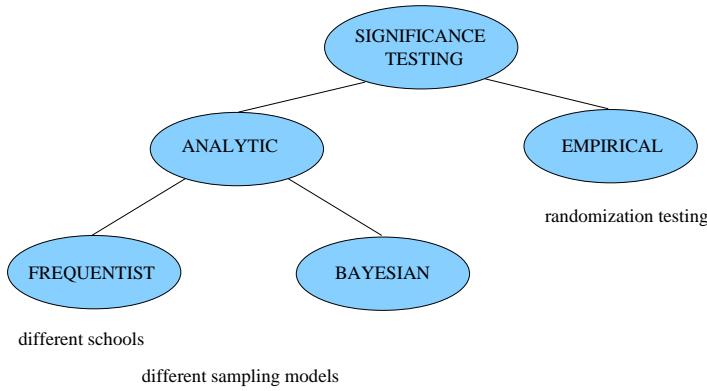 SIGNIFICANCE
TESTING
ANALYTIC
EMPIRICAL
randomization testing
FREQUENTIST
BAYESIAN
different schools
different sampling models